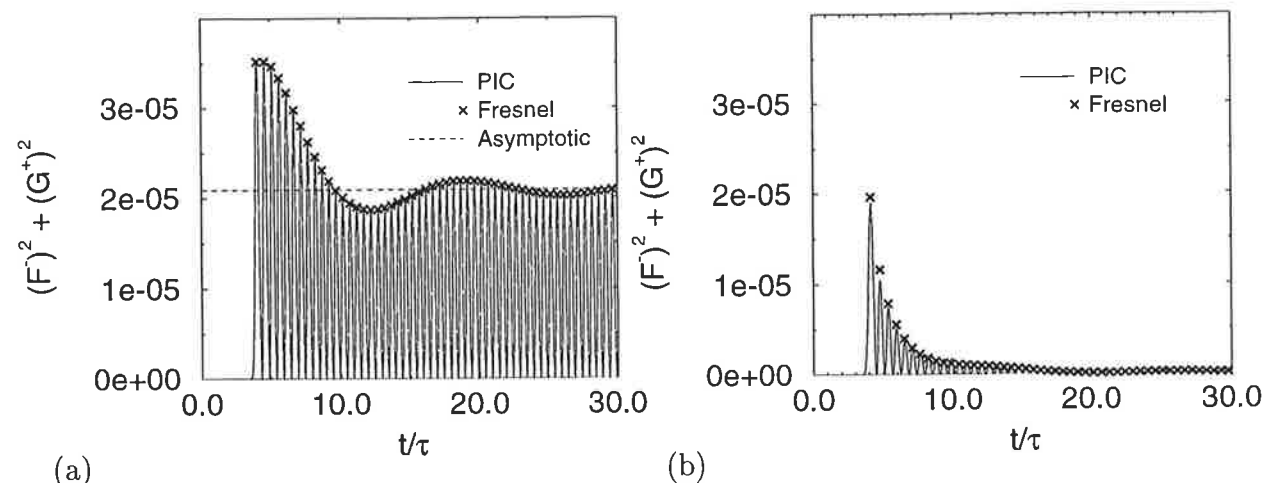 PIC
Fresnel
Asymptotic
3e-05
2e-05
1e-05
0e+00
(F⁻)² + (G⁺)²
0.0 10.0 20.0 30.0
t/τ
(a)
PIC
Fresnel
3e-05
2e-05
1e-05
0e+00
(F⁻)² + (G⁺)²
0.0 10.0 20.0 30.0
t/τ
(b)